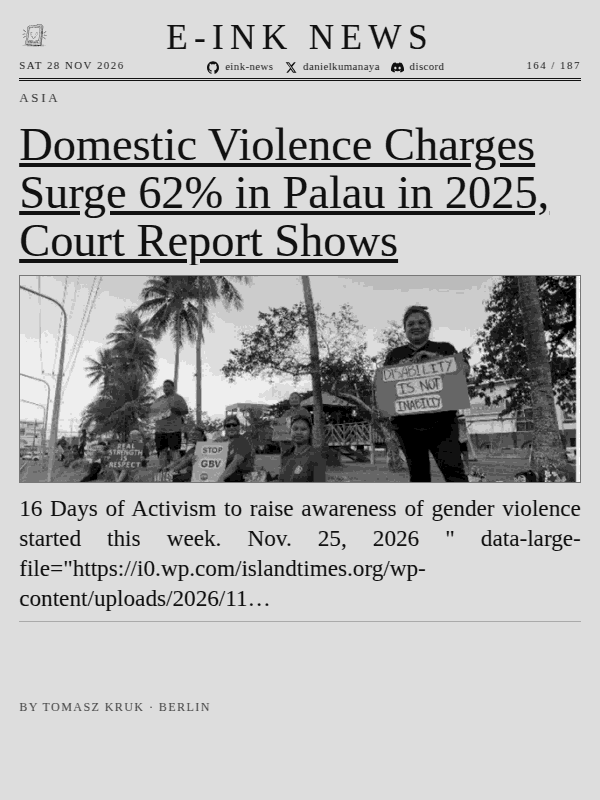 E-INK NEWS
SAT 28 NOV 2026
eink-news danielkumanaya discord
164 / 187
ASIA
Domestic Violence Charges
Surge 62% in Palau in 2025,
Court Report Shows
DISABILITY
IS NOT
INABILITY
REAL
STRENGTH
IS
RESPECT
STOP
GBV
16 Days of Activism to raise awareness of gender violence
started this week. Nov. 25, 2026 " data-large-
file="https://i0.wp.com/islandtimes.org/wp-
content/uploads/2026/11…
BY TOMASZ KRUK · BERLIN